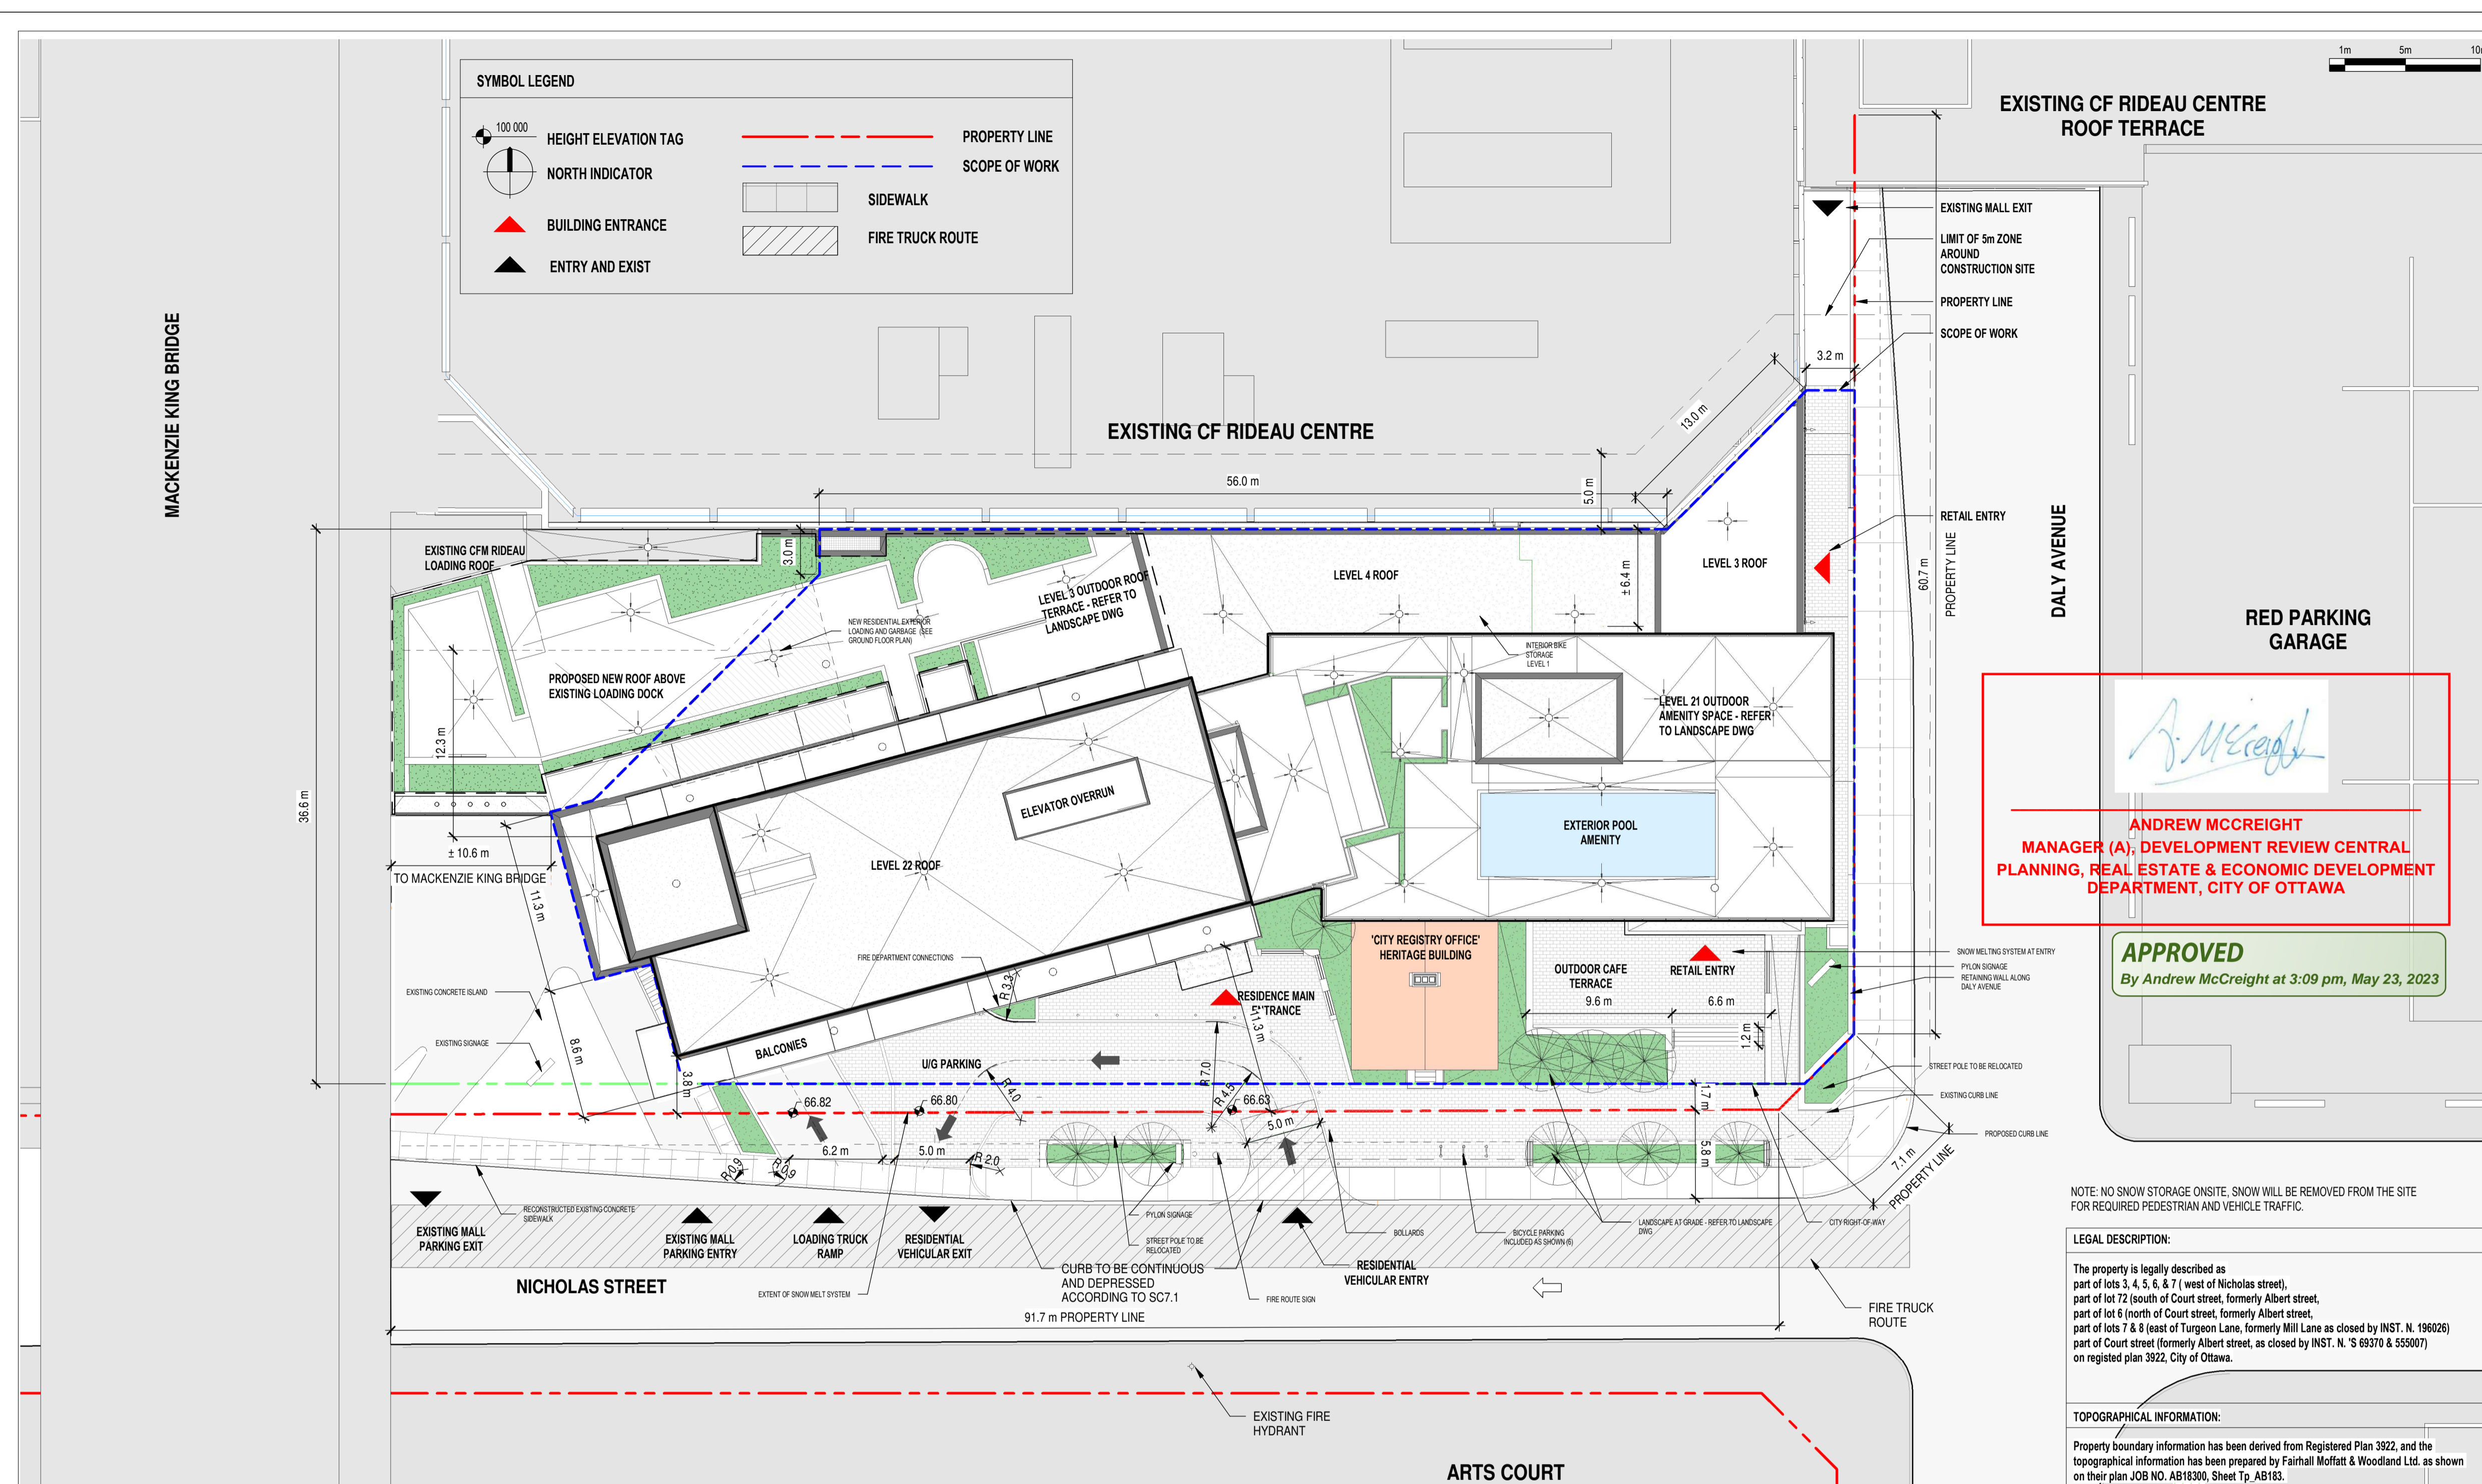 SYMBOL LEGEND
100 000
HEIGHT ELEVATION TAG
NORTH INDICATOR
BUILDING ENTRANCE
ENTRY AND EXIST
PROPERTY LINE
SCOPE OF WORK
SIDEWALK
FIRE TRUCK ROUTE
1m 5m
EXISTING CF RIDEAU CENTRE
ROOF TERRACE
MACKENZIE KING BRIDGE
EXISTING MALL EXIT
LIMIT OF 5m ZONE
AROUND
CONSTRUCTION SITE
PROPERTY LINE
SCOPE OF WORK
3.2 m
13.0 m
EXISTING CF RIDEAU CENTRE
56.0 m
5.0 m
RETAIL ENTRY
PROPERTY LINE
60.7 m
DALY AVENUE
RED PARKING
GARAGE
EXISTING CFM RIDEAU
LOADING ROOF
3.0 m
LEVEL 3 OUTDOOR ROOF
TERRACE - REFER TO
LANDSCAPE DWG
LEVEL 4 ROOF
± 6.4 m
LEVEL 3 ROOF
NEW RESIDENTIAL EXTERIOR
LOADING AND GARBAGE (SEE
GROUND FLOOR PLAN)
INTERIOR BIKE
STORAGE
LEVEL 1
PROPOSED NEW ROOF ABOVE
EXISTING LOADING DOCK
LEVEL 21 OUTDOOR
AMENITY SPACE - REFER
TO LANDSCAPE DWG
12.3 m
36.6 m
ELEVATOR OVERRUN
EXTERIOR POOL
AMENITY
LEVEL 22 ROOF
± 10.6 m
TO MACKENZIE KING BRIDGE
11.3 m
A. McCreight
ANDREW MCCREIGHT
MANAGER (A), DEVELOPMENT REVIEW CENTRAL
PLANNING, REAL ESTATE & ECONOMIC DEVELOPMENT
DEPARTMENT, CITY OF OTTAWA
APPROVED
By Andrew McCreight at 3:09 pm, May 23, 2023
'CITY REGISTRY OFFICE'
HERITAGE BUILDING
FIRE DEPARTMENT CONNECTIONS
OUTDOOR CAFE
TERRACE
RETAIL ENTRY
9.6 m
6.6 m
1.2 m
SNOW MELTING SYSTEM AT ENTRY
PYLON SIGNAGE
RETAINING WALL ALONG
DALY AVENUE
EXISTING CONCRETE ISLAND
R 3.3
RESIDENCE MAIN
ENTRANCE
11.3 m
EXISTING SIGNAGE
8.6 m
BALCONIES
U/G PARKING
3.8 m
R 4.0
R 7.0
R 4.5
66.82
66.80
66.63
5.0 m
1.7 m
STREET POLE TO BE RELOCATED
EXISTING CURB LINE
PROPOSED CURB LINE
6.2 m
5.0 m
R 2.0
R0.9
R0.9
5.8 m
7.1 m
PROPERTY LINE
NOTE: NO SNOW STORAGE ONSITE, SNOW WILL BE REMOVED FROM THE SITE
FOR REQUIRED PEDESTRIAN AND VEHICLE TRAFFIC.
RECONSTRUCTED EXISTING CONCRETE
SIDEWALK
EXISTING MALL
PARKING EXIT
EXISTING MALL
PARKING ENTRY
LOADING TRUCK
RAMP
RESIDENTIAL
VEHICULAR EXIT
PYLON SIGNAGE
STREET POLE TO BE
RELOCATED
BOLLARDS
BICYCLE PARKING
INCLUDED AS SHOWN (6)
LANDSCAPE AT GRADE - REFER TO LANDSCAPE
DWG
CITY RIGHT-OF-WAY
NICHOLAS STREET
EXTENT OF SNOW MELT SYSTEM
CURB TO BE CONTINUOUS
AND DEPRESSED
ACCORDING TO SC7.1
FIRE ROUTE SIGN
RESIDENTIAL
VEHICULAR ENTRY
FIRE TRUCK
ROUTE
91.7 m PROPERTY LINE
LEGAL DESCRIPTION:
The property is legally described as
part of lots 3, 4, 5, 6, & 7 ( west of Nicholas street),
part of lot 72 (south of Court street, formerly Albert street,
part of lot 6 (north of Court street, formerly Albert street,
part of lots 7 & 8 (east of Turgeon Lane, formerly Mill Lane as closed by INST. N. 196026)
part of Court street (formerly Albert street, as closed by INST. N. 'S 69370 & 555007)
on registed plan 3922, City of Ottawa.
EXISTING FIRE
HYDRANT
ARTS COURT
TOPOGRAPHICAL INFORMATION:
Property boundary information has been derived from Registered Plan 3922, and the
topographical information has been prepared by Fairhall Moffatt & Woodland Ltd. as shown
on their plan JOB NO. AB18300, Sheet Tp_AB183.